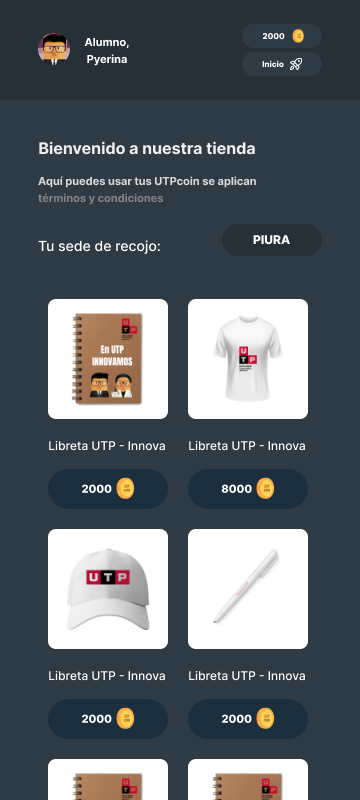 Alumno,
Pyerina
2000
Inicio
Bienvenido a nuestra tienda
Aquí puedes usar tus UTPcoin se aplican
términos y condiciones
Tu sede de recojo:
PIURA
UTP
En UTP
INNOVAMOS
UTP
Libreta UTP - Innova
Libreta UTP - Innova
2000
8000
UTP
Libreta UTP - Innova
Libreta UTP - Innova
2000
2000
UTP
UTP